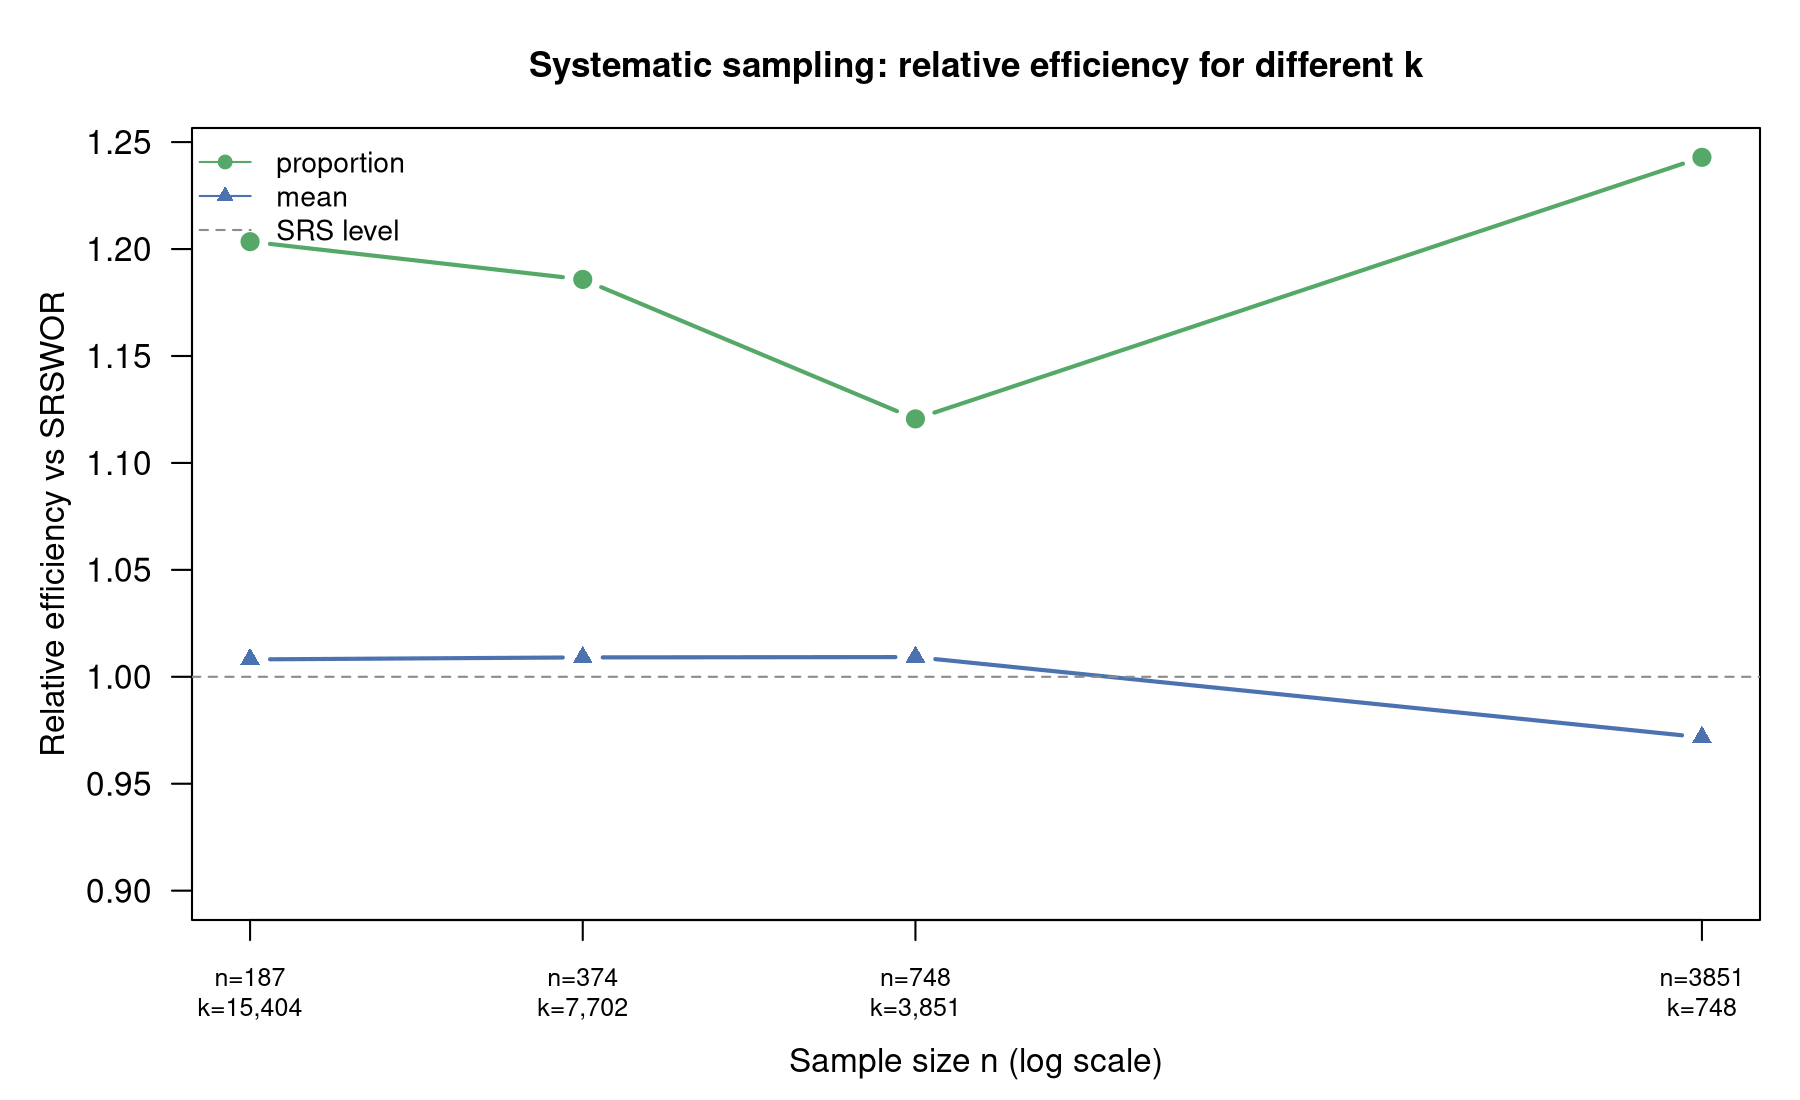 Systematic sampling: relative efficiency for different k
proportion
mean
SRS level
Relative efficiency vs SRSWOR
1.25
1.20
1.15
1.10
1.05
1.00
0.95
0.90
n=187
k=15,404
n=374
k=7,702
n=748
k=3,851
n=3851
k=748
Sample size n (log scale)